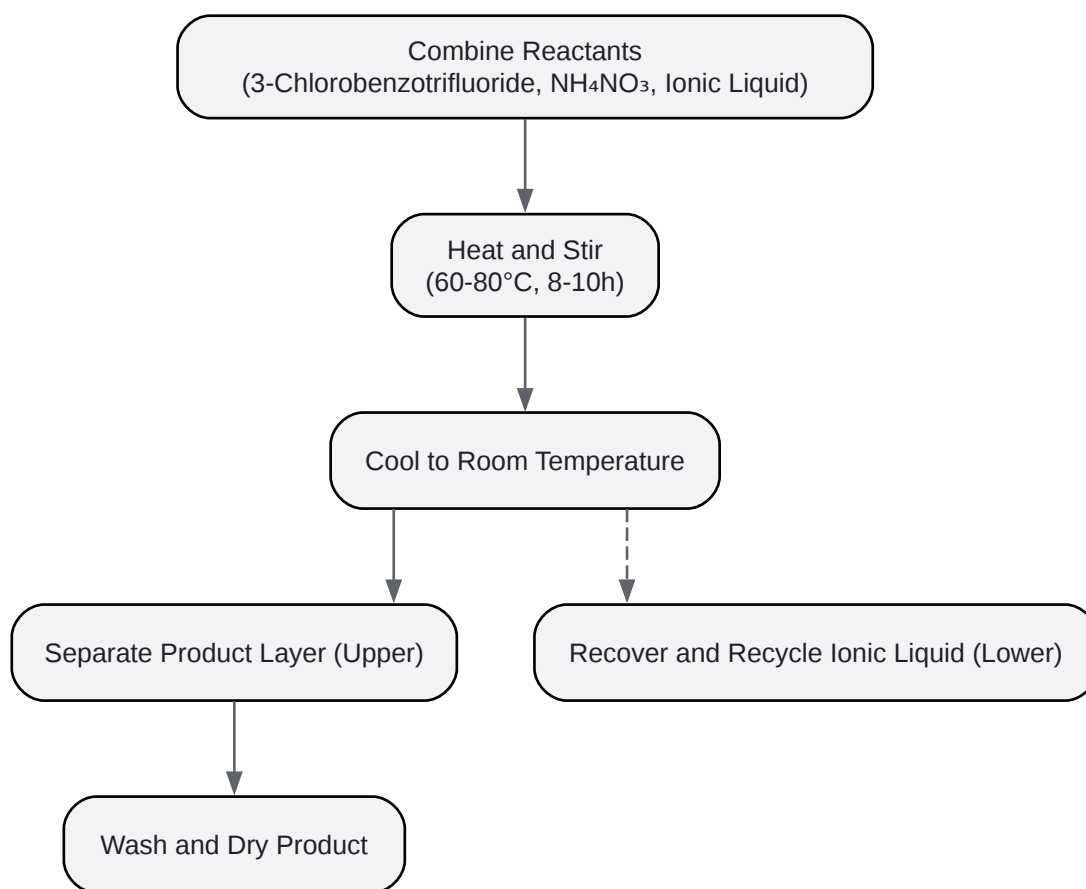 Combine Reactants
(3-Chlorobenzotrifluoride, NH₄NO₃, Ionic Liquid)
Heat and Stir
(60-80°C, 8-10h)
Cool to Room Temperature
Separate Product Layer (Upper)
Recover and Recycle Ionic Liquid (Lower)
Wash and Dry Product